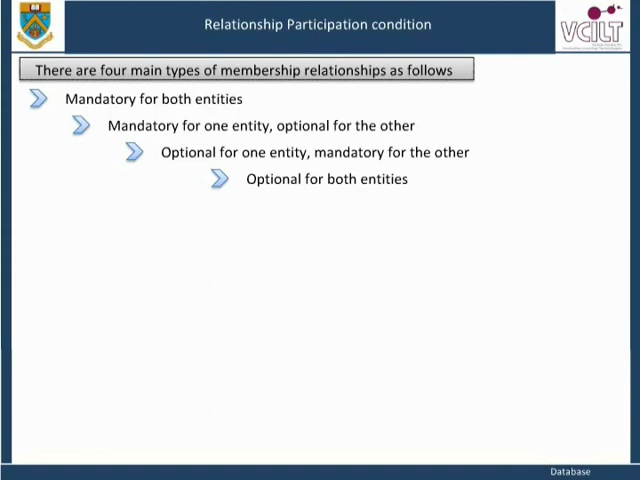 Relationship Participation condition
VCILT
There are four main types of membership relationships as follows
Mandatory for both entities
Mandatory for one entity, optional for the other
Optional for one entity, mandatory for the other
Optional for both entities
Database